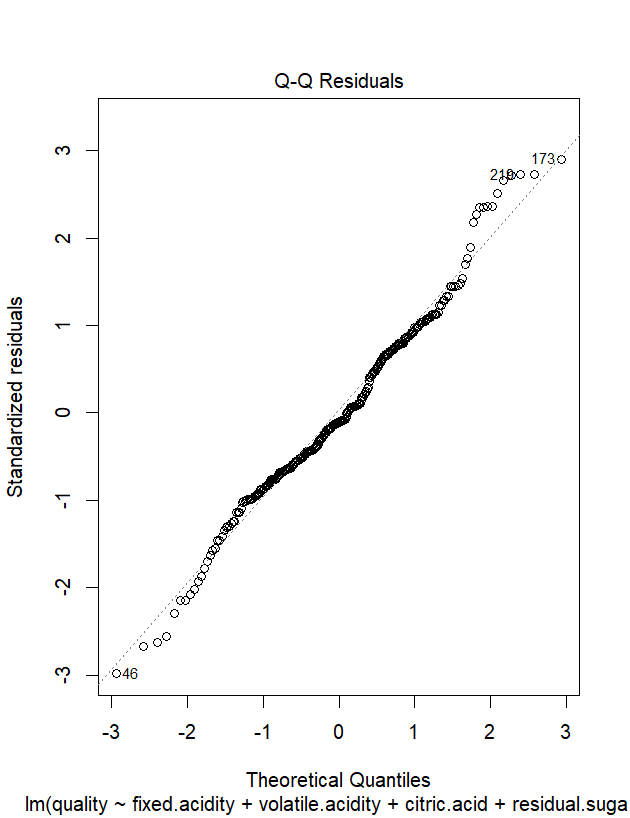 Q-Q Residuals
Standardized residuals
3
2
1
0
-1
-2
-3
173
46
-3 -2 -1 0 1 2 3
Theoretical Quantiles
lm(quality ~ fixed.acidity + volatile.acidity + citric.acid + residual.suga